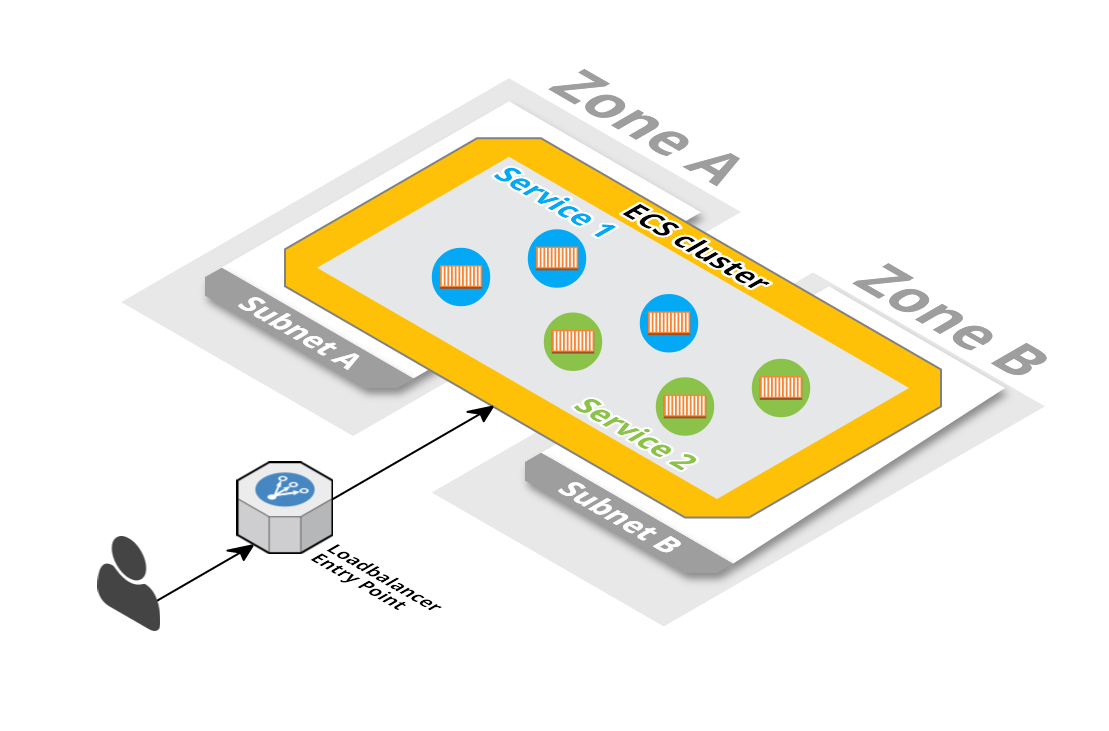 Zone A
Service 1
ECS cluster
Zone B
Subnet A
Service 2
Subnet B
Loadbalancer
Entry Point